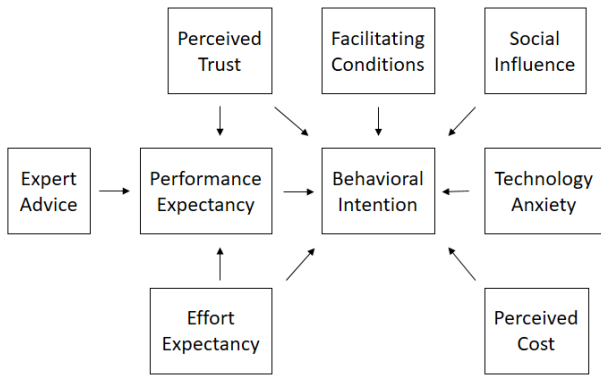 Perceived
Trust
Facilitating
Conditions
Social
Influence
Expert
Advice
Performance
Expectancy
Behavioral
Intention
Technology
Anxiety
Effort
Expectancy
Perceived
Cost